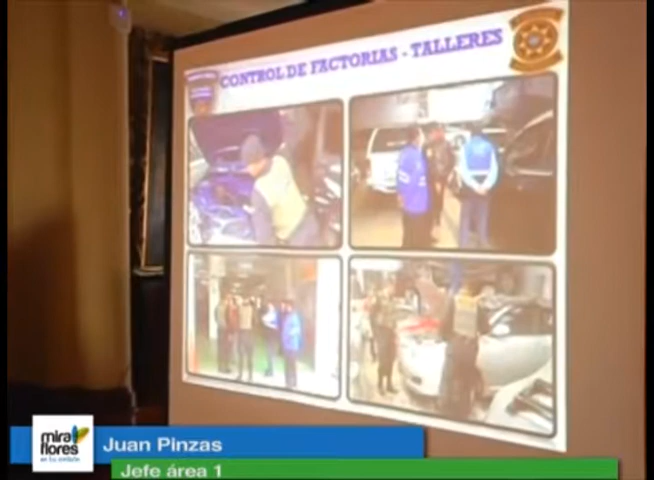 CONTROL DE FACTORIAS - TALLERES
mira
flores
Juan Pinzas
Jefe área 1